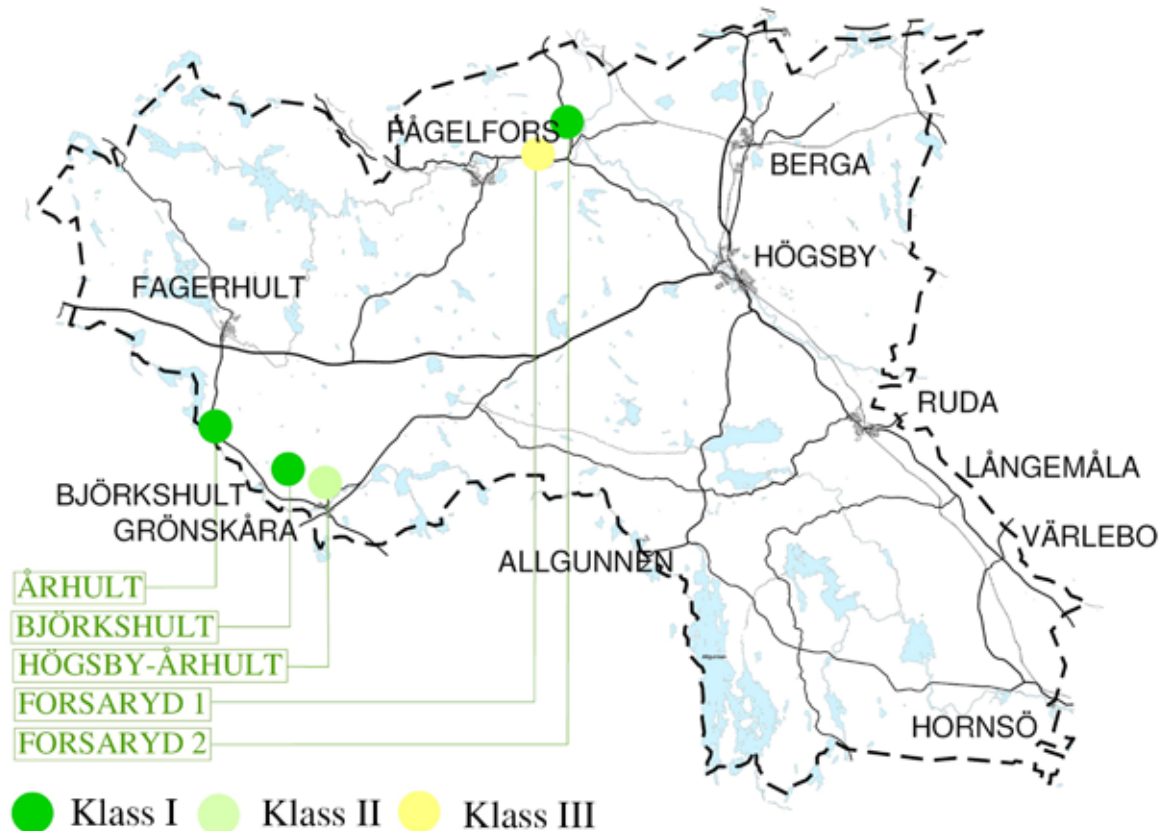 FÅGELFORS
BERGA
HÖGSBY
FAGERHULT
RUDA
LÅNGEMÅLA
BJÖRKSHULT
GRÖNSKÅRA
VÄRLEBO
ALLGUNNEN
ÅRHULT
BJÖRKSHULT
HÖGSBY-ÅRHULT
FORSARYD 1
HORNSÖ
FORSARYD 2
Klass I Klass II Klass III